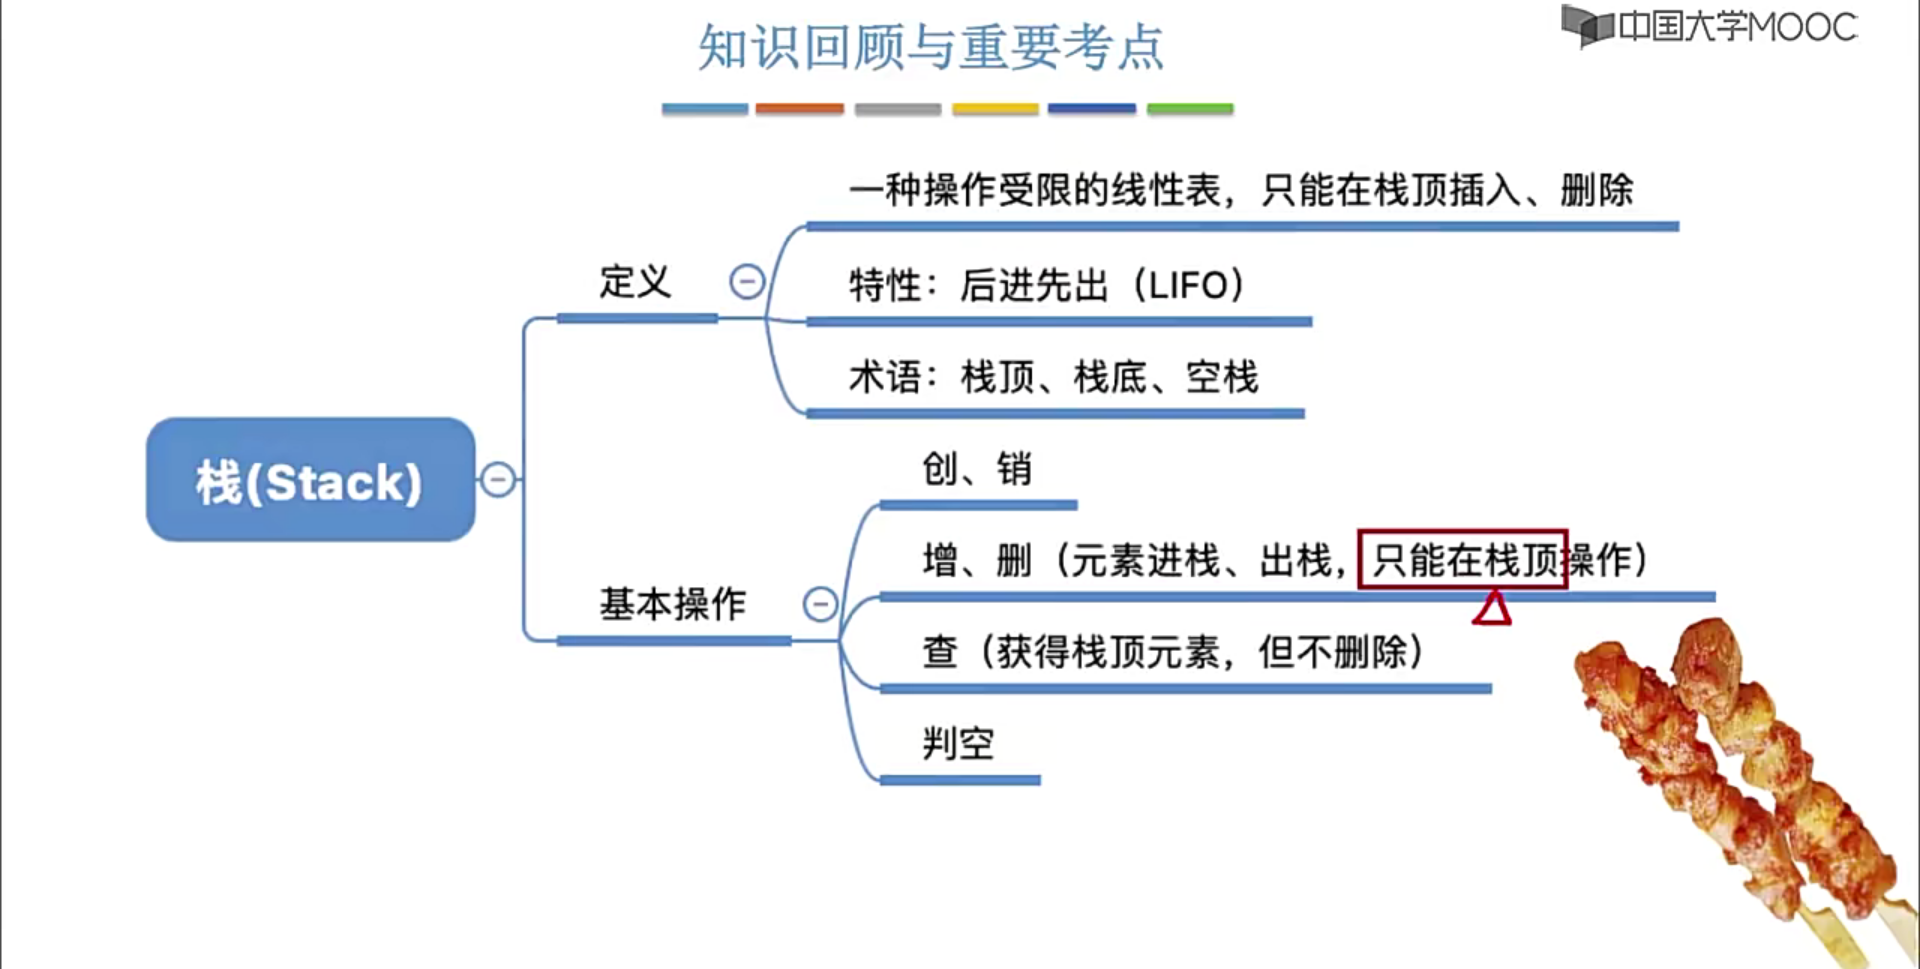 知识回顾与重要考点
中国大学MOOC
一种操作受限的线性表，只能在栈顶插入、删除
定义
特性：后进先出（LIFO）
术语：栈顶、栈底、空栈
栈(Stack)
创、销
增、删（元素进栈、出栈，只能在栈顶操作）
基本操作
查（获得栈顶元素，但不删除）
判空